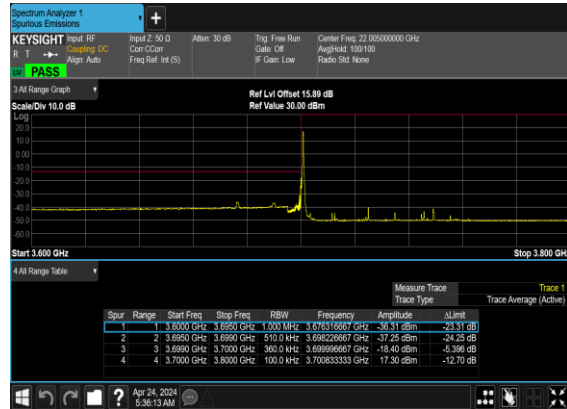 Spectrum Analyzer 1
Spurious Emissions
+
KEYSIGHT Input: RF Input Z: 50 Ω Atten: 30 dB Trig: Free Run Center Freq: 22.005000000 GHz
R T Coupling: DC Corr CCorr Gate: Off Avg|Hold: 100/100
Align: Auto Freq Ref: Int (S) IF Gain: Low Radio Std: None
LW PASS
3 All Range Graph
Ref Lvl Offset 15.89 dB
Scale/Div 10.0 dB Ref Value 30.00 dBm
Log
20.0
10.0
0.00
-10.0
-20.0
-30.0
-40.0
-50.0
-60.0
Start 3.600 GHz Stop 3.800 GH
4 All Range Table
Measure Trace Trace 1
Trace Type Trace Average (Active)
Spur Range Start Freq Stop Freq RBW Frequency Amplitude ΔLimit
1 1 3.6000 GHz 3.6950 GHz 1.000 MHz 3.676316667 GHz -36.31 dBm -23.31 dB
2 2 3.6950 GHz 3.6990 GHz 510.0 kHz 3.698226667 GHz -37.25 dBm -24.25 dB
3 3 3.6990 GHz 3.7000 GHz 360.0 kHz 3.699996667 GHz -18.40 dBm -5.396 dB
4 4 3.7000 GHz 3.8000 GHz 100.0 kHz 3.700833333 GHz 17.30 dBm -12.70 dB
? Apr 24, 2024
5:36:13 AM